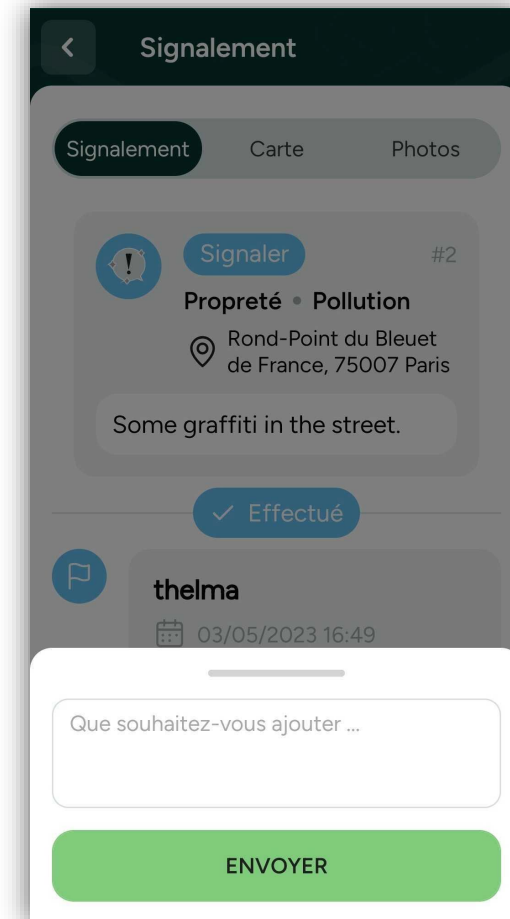 Signalement
Signalement Carte Photos
Signaler #2
Propreté • Pollution
Rond-Point du Bleuet
de France, 75007 Paris
Some graffiti in the street.
Effectué
thelma
03/05/2023 16:49
Que souhaitez-vous ajouter ...
ENVOYER